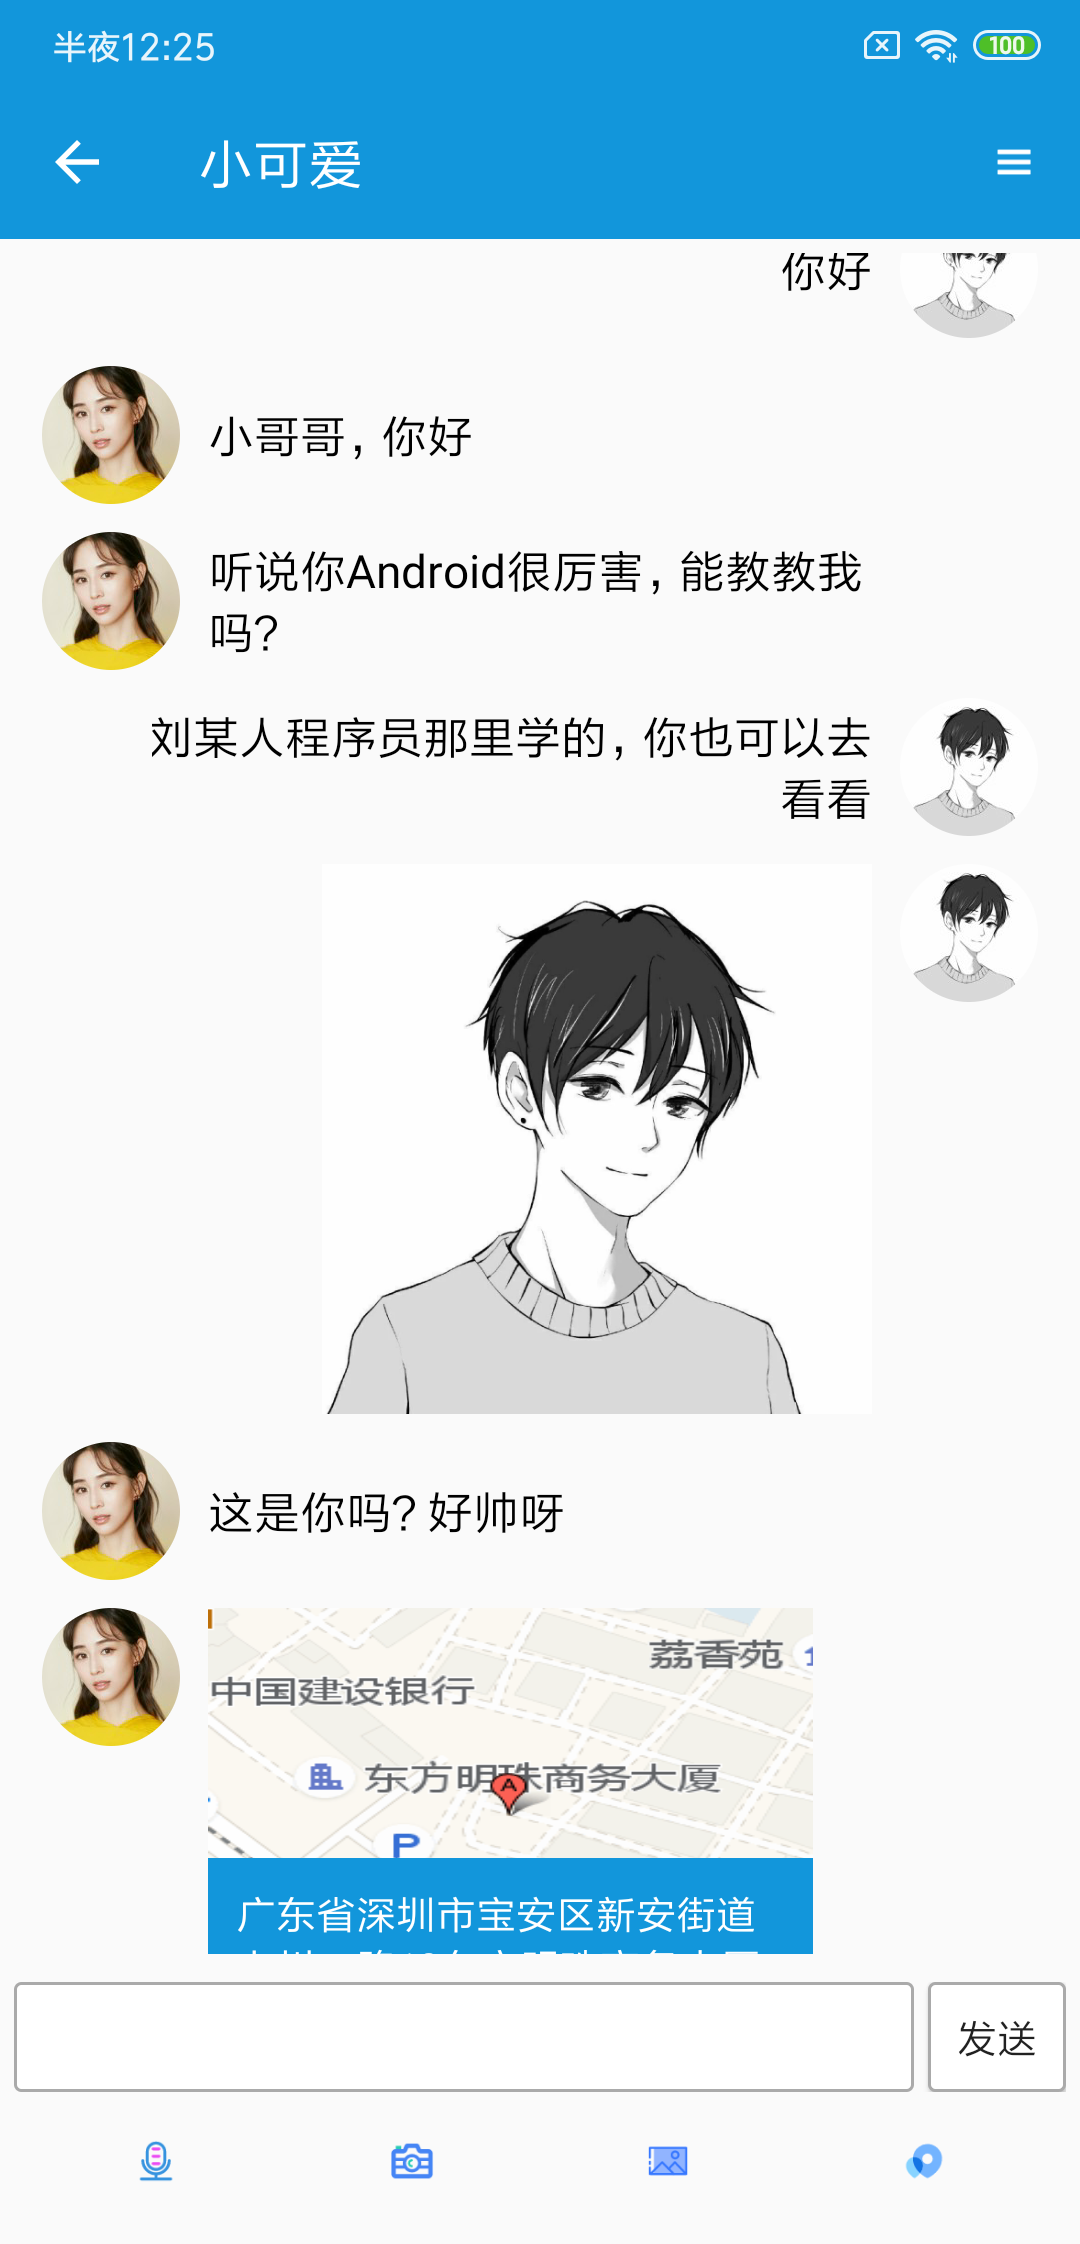 半夜12:25
100
小可爱
你好
小哥哥，你好
听说你Android很厉害，能教教我
吗？
刘某人程序员那里学的，你也可以去
看看
这是你吗？好帅呀
荔香苑
中国建设银行
东方明珠商务大厦
A
P
广东省深圳市宝安区新安街道
发送